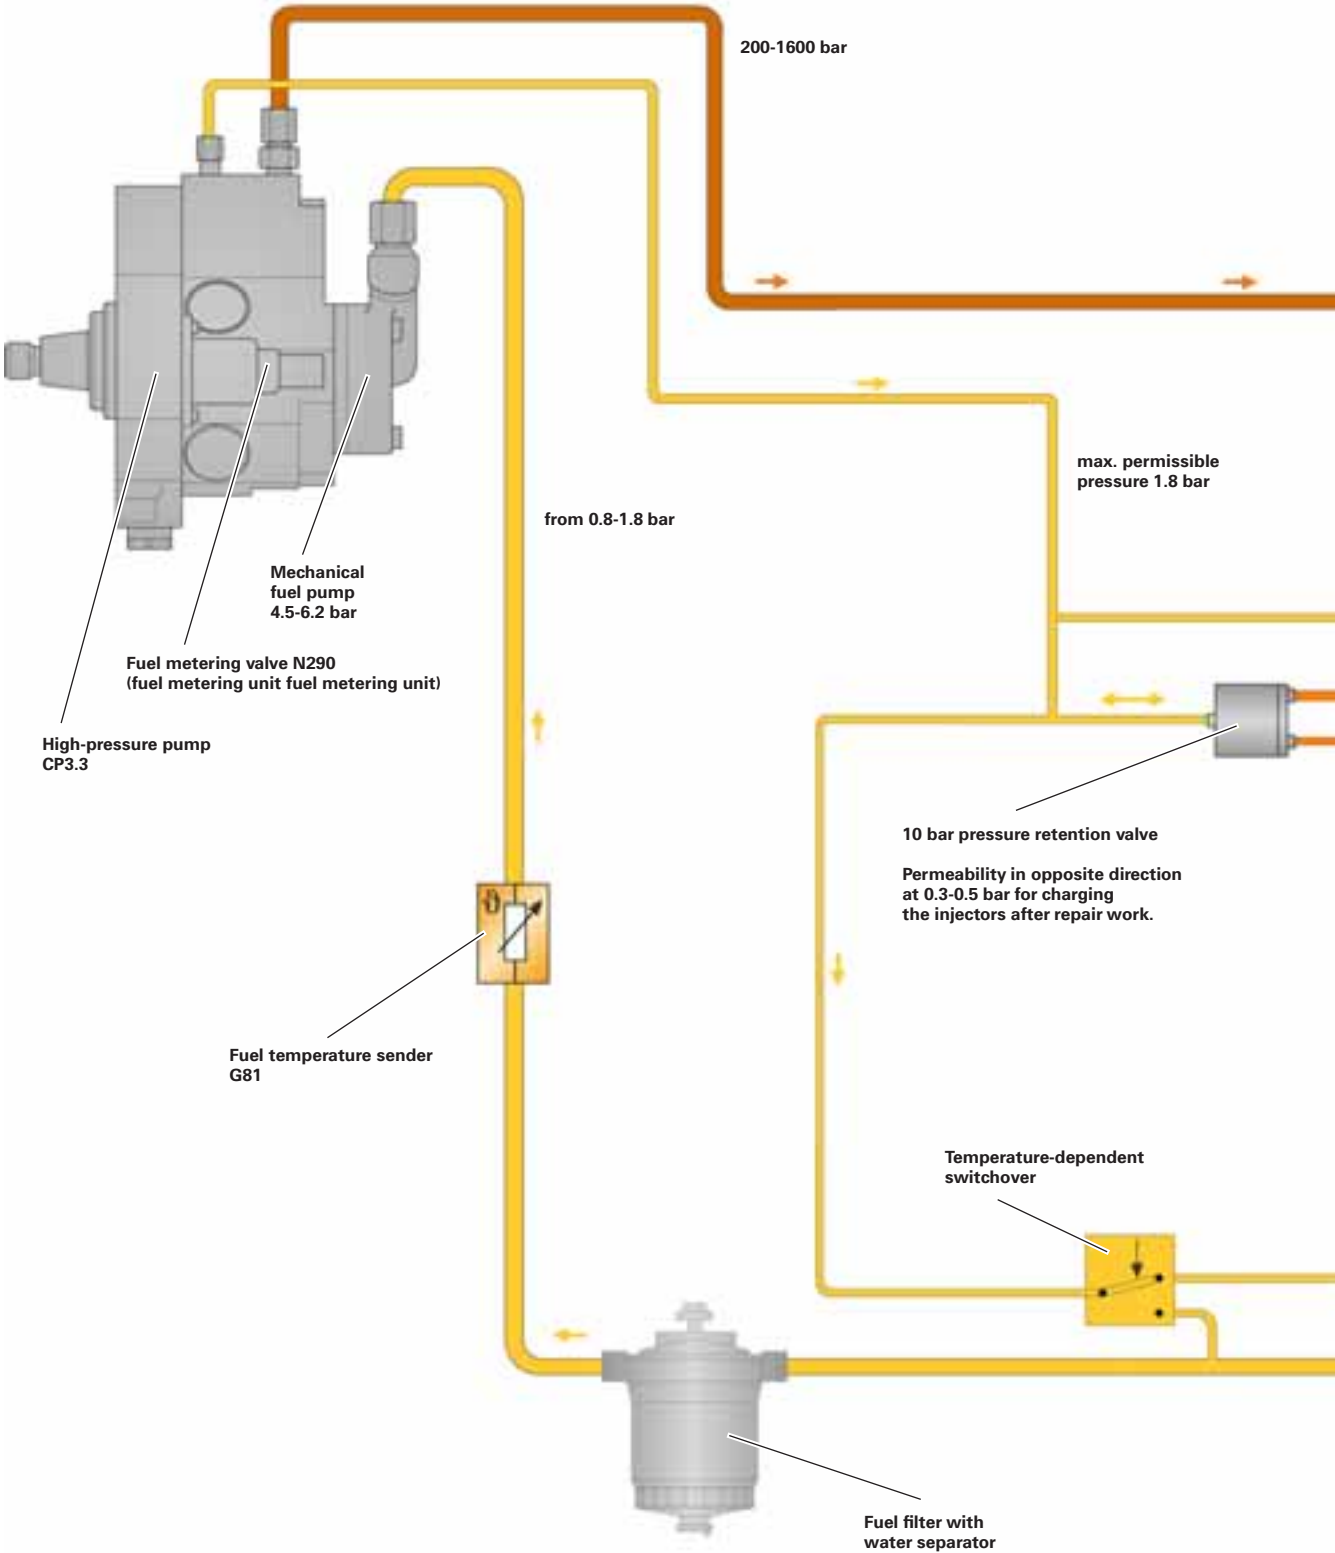 200-1600 bar
max. permissible
pressure 1.8 bar
from 0.8-1.8 bar
Mechanical
fuel pump
4.5-6.2 bar
Fuel metering valve N290
(fuel metering unit fuel metering unit)
High-pressure pump
CP3.3
10 bar pressure retention valve
Permeability in opposite direction
at 0.3-0.5 bar for charging
the injectors after repair work.
Fuel temperature sender
G81
Temperature-dependent
switchover
Fuel filter with
water separator